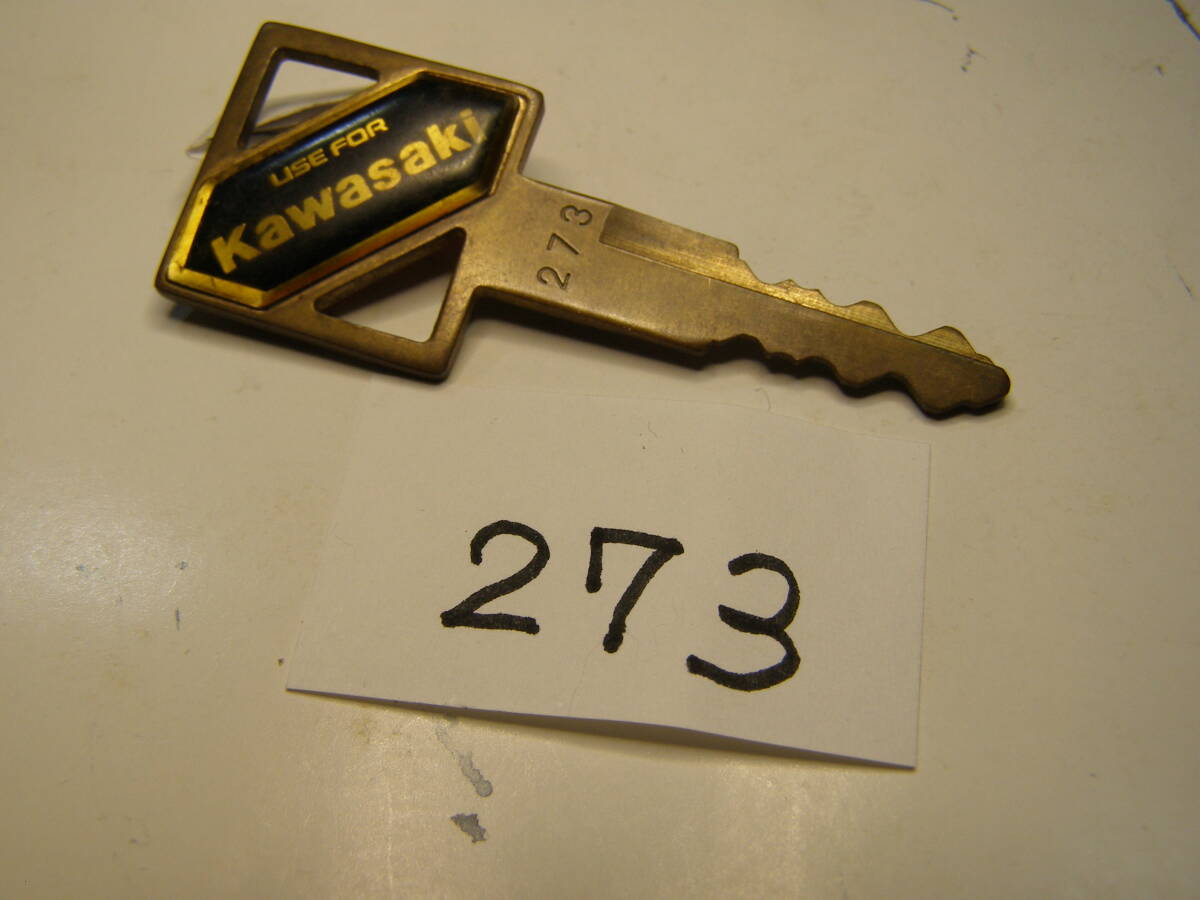 USE FOR
Kawasaki
273
273